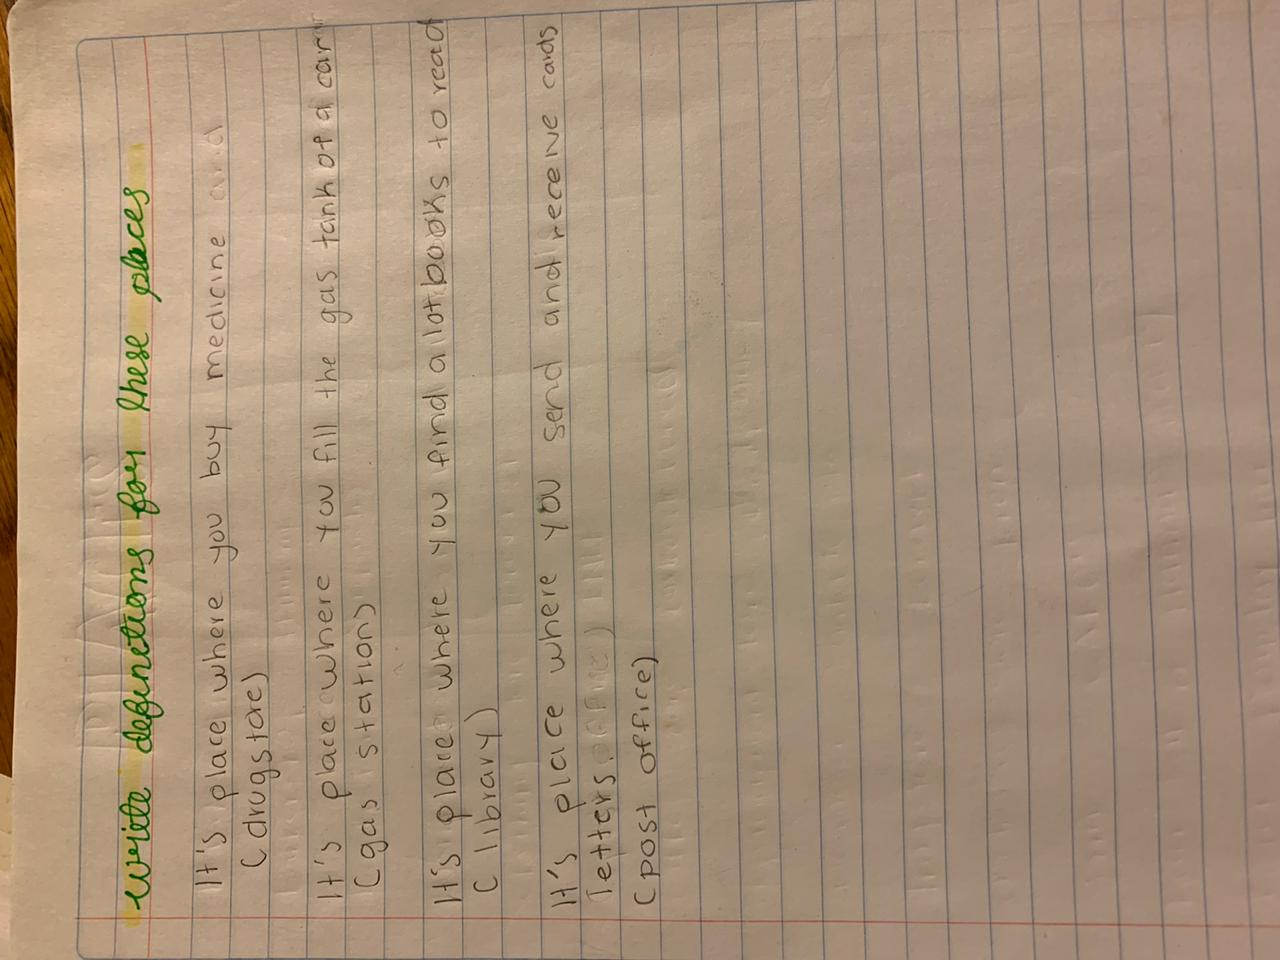 write definitions for these places
It's place where you buy medicine and
(drugstore)
It's place where you fill the gas tank of a car
(gas station)
It's place where you find a lot books to read
(library)
It's place where you send and receive cards
letters.
(post office)